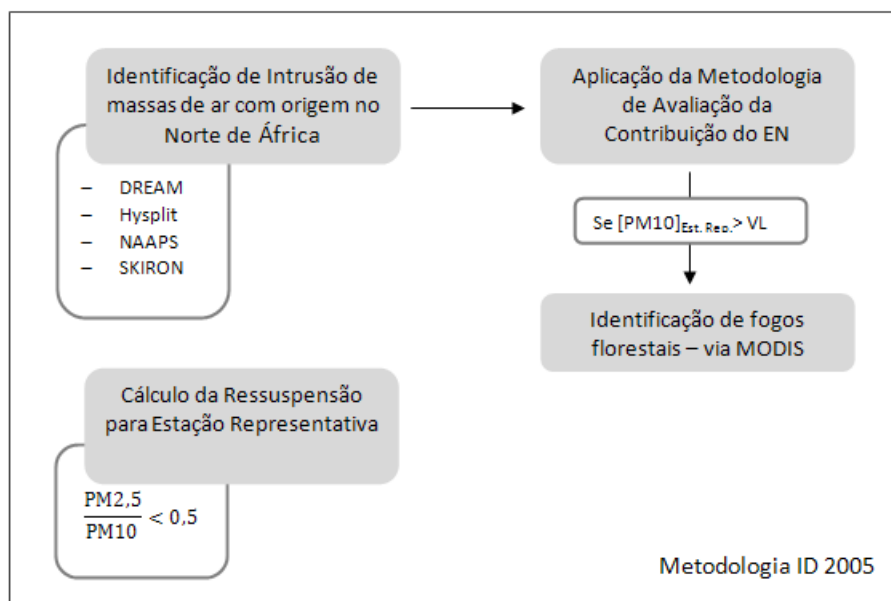 Identificação de Intrusão de
massas de ar com origem no
Norte de África
– DREAM
– Hysplit
– NAAPS
– SKIRON
Aplicação da Metodologia
de Avaliação da
Contribuição do EN
Se [PM10]Est. Rep.> VL
Identificação de fogos
florestais – via MODIS
Cálculo da Ressuspensão
para Estação Representativa
PM2,5
PM10
< 0,5
Metodologia ID 2005